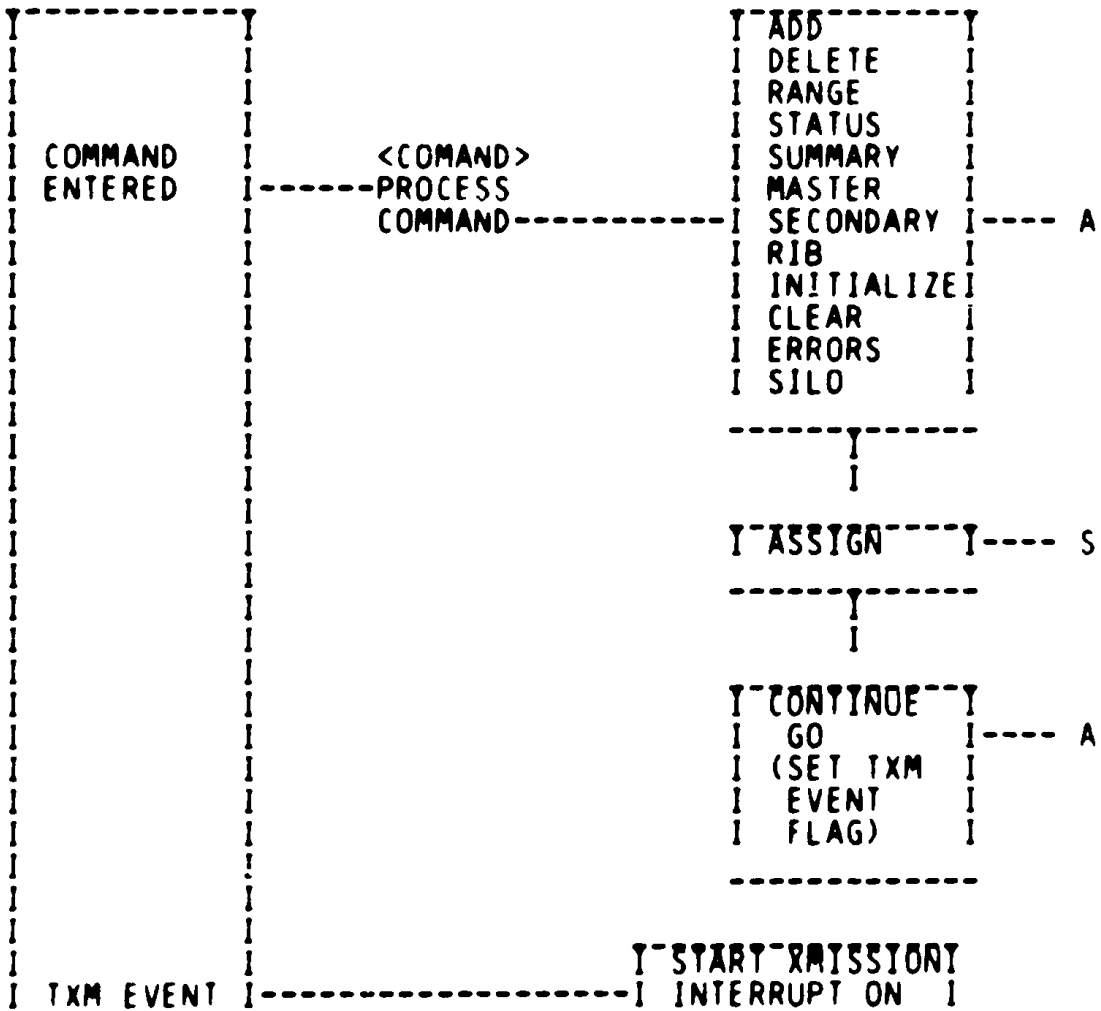 ADD
DELETE
RANGE
STATUS
COMMAND <COMAND> SUMMARY
ENTERED PROCESS MASTER
COMMAND SECONDARY A
RIB
INITIALIZE
CLEAR
ERRORS
SILO
ASSIGN S
CONTINUE
GO A
(SET TXM
EVENT
FLAG)
START XMISSION
TXM EVENT INTERRUPT ON